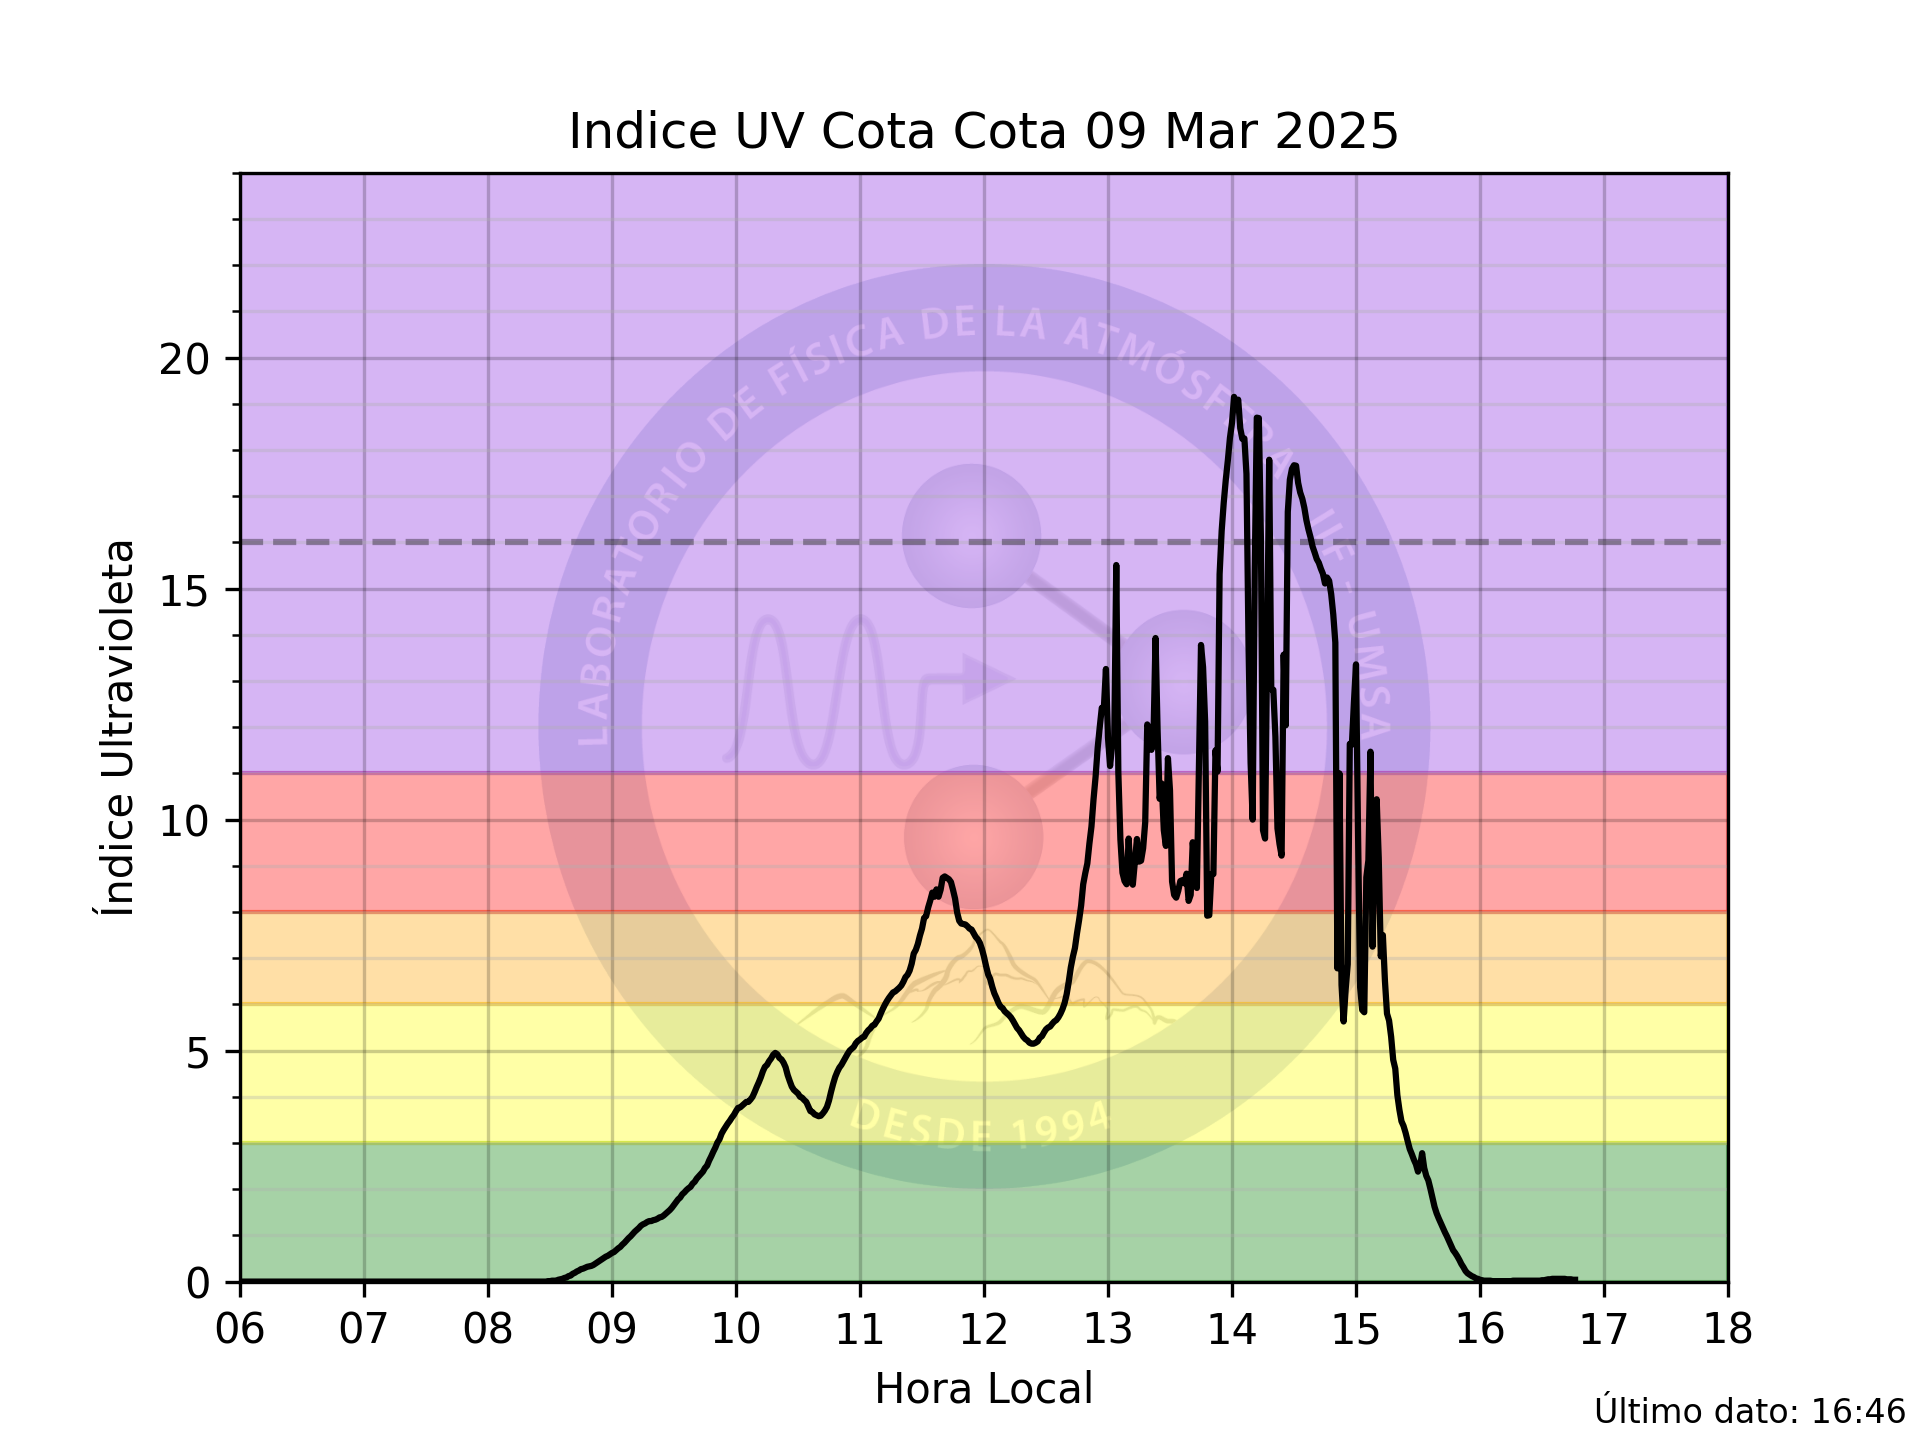 Indice UV Cota Cota 09 Mar 2025
Índice Ultravioleta
20
15
10
5
0
LABORATORIO DE FÍSICA DE LA ATMÓSFERA IIF - UMSA
DESDE 1994
06 07 08 09 10 11 12 13 14 15 16 17 18
Hora Local
Último dato: 16:46